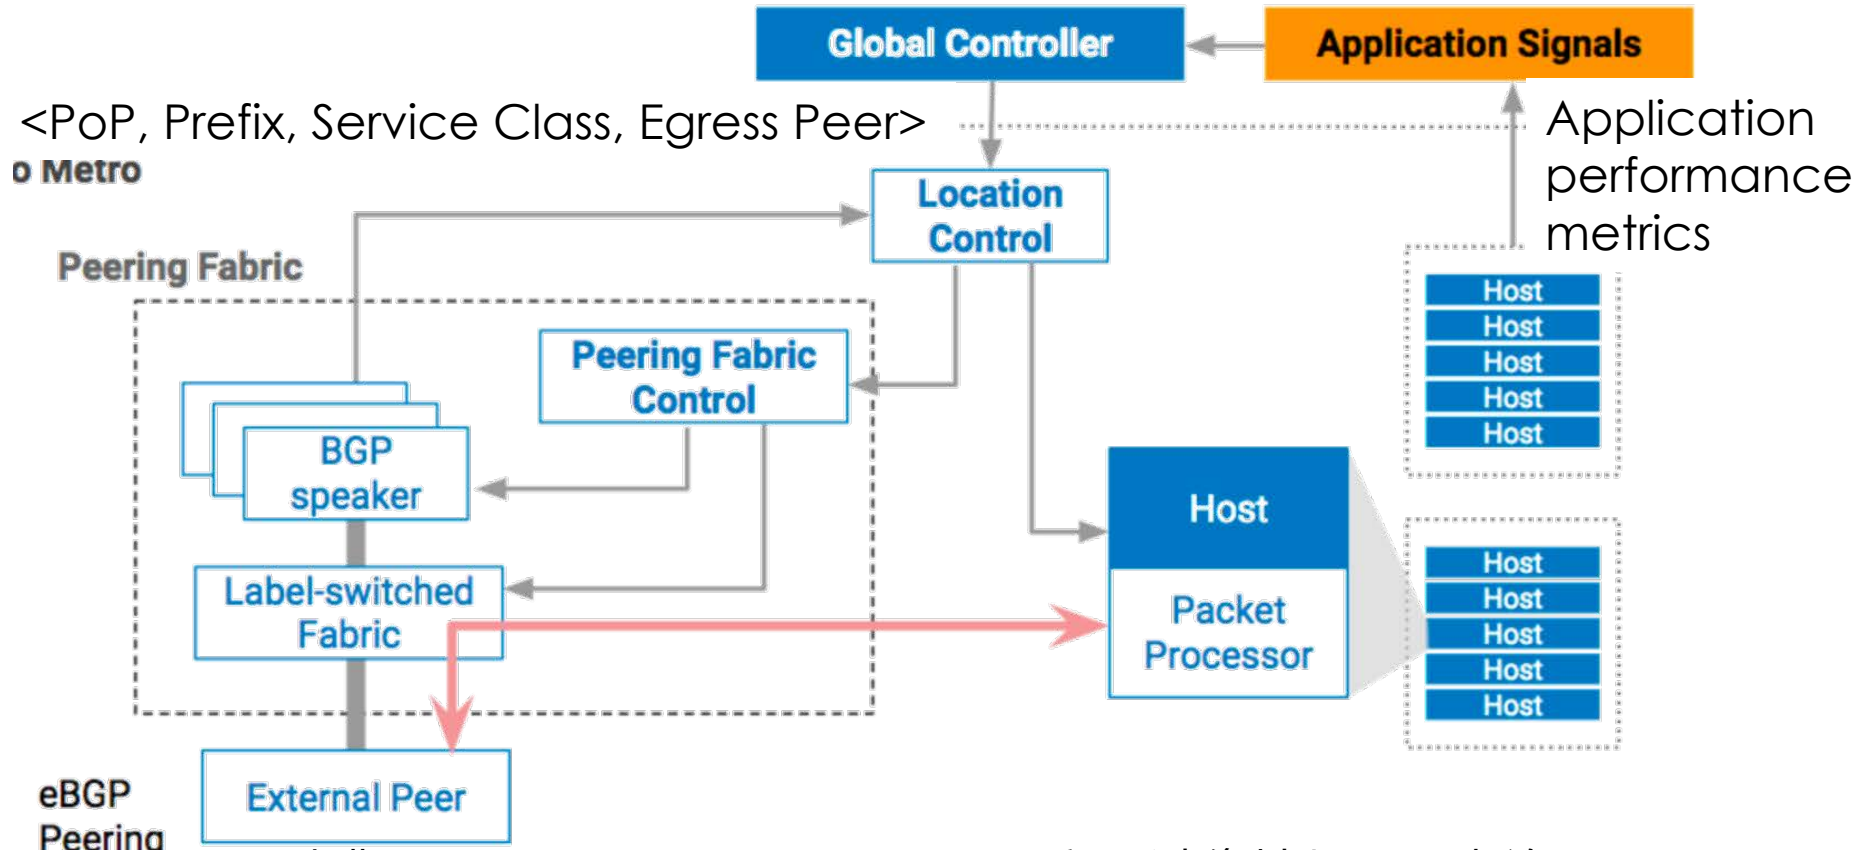 Global Controller
Application Signals
<PoP, Prefix, Service Class, Egress Peer>
Application
performance
metrics
o Metro
Location
Control
Peering Fabric
Peering Fabric
Control
BGP
speaker
Label-switched
Fabric
External Peer
eBGP
Peering
Host
Packet
Processor
Host
Host
Host
Host
Host
Host
Host
Host
Host
Host